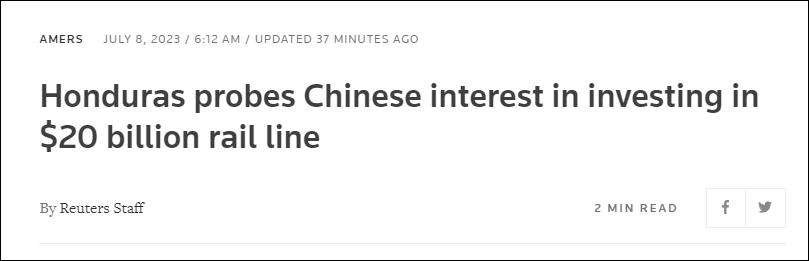 AMERS JULY 8, 2023 / 6:12 AM / UPDATED 37 MINUTES AGO
Honduras probes Chinese interest in investing in
$20 billion rail line
By Reuters Staff 2 MIN READ